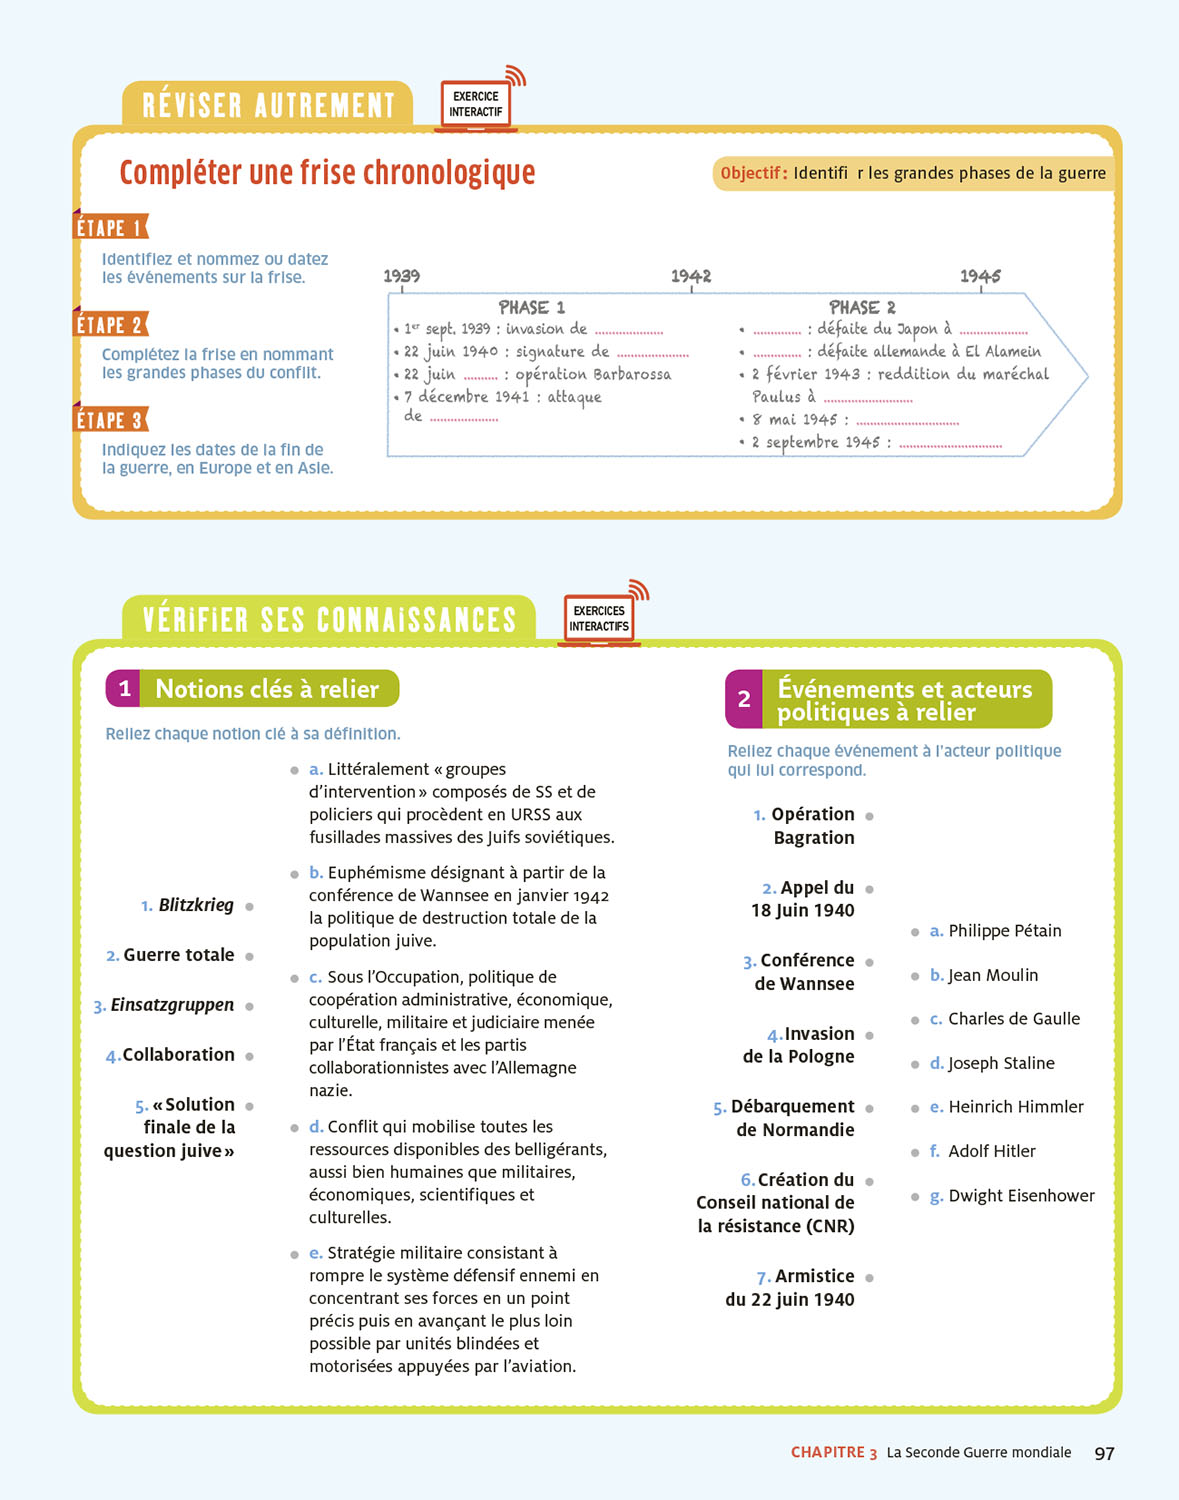 RÉViSER AUTREMENT
EXERCICE
INTERACTIF
Compléter une frise chronologique
Objectif : Identifi r les grandes phases de la guerre
ÉTAPE 1
Identifiez et nommez ou datez
les événements sur la frise.
ÉTAPE 2
Complétez la frise en nommant
les grandes phases du conflit.
ÉTAPE 3
Indiquez les dates de la fin de
la guerre, en Europe et en Asie.
1939 1942 1945
PHASE 1
• 1er sept. 1939 : invasion de ....................
• 22 juin 1940 : signature de .....................
• 22 juin .......... : opération Barbarossa
• 7 décembre 1941 : attaque
de ....................
PHASE 2
• .............. : défaite du Japon à ....................
• .............. : défaite allemande à El Alamein
• 2 février 1943 : reddition du maréchal
Paulus à ..........................
• 8 mai 1945 : ..............................
• 2 septembre 1945 : ..............................
VÉRiFiER SES CONNAiSSANCES
EXERCICES
INTERACTIFS
1 Notions clés à relier
Reliez chaque notion clé à sa définition.
1. Blitzkrieg
2. Guerre totale
3. Einsatzgruppen
4. Collaboration
5. « Solution
finale de la
question juive »
a. Littéralement « groupes
d'intervention » composés de SS et de
policiers qui procèdent en URSS aux
fusillades massives des Juifs soviétiques.
b. Euphémisme désignant à partir de la
conférence de Wannsee en janvier 1942
la politique de destruction totale de la
population juive.
c. Sous l'Occupation, politique de
coopération administrative, économique,
culturelle, militaire et judiciaire menée
par l'État français et les partis
collaborationnistes avec l'Allemagne
nazie.
d. Conflit qui mobilise toutes les
ressources disponibles des belligérants,
aussi bien humaines que militaires,
économiques, scientifiques et
culturelles.
e. Stratégie militaire consistant à
rompre le système défensif ennemi en
concentrant ses forces en un point
précis puis en avançant le plus loin
possible par unités blindées et
motorisées appuyées par l'aviation.
2 Événements et acteurs
politiques à relier
Reliez chaque événement à l'acteur politique
qui lui correspond.
1. Opération
Bagration
2. Appel du
18 Juin 1940
3. Conférence
de Wannsee
4. Invasion
de la Pologne
5. Débarquement
de Normandie
6. Création du
Conseil national de
la résistance (CNR)
7. Armistice
du 22 juin 1940
a. Philippe Pétain
b. Jean Moulin
c. Charles de Gaulle
d. Joseph Staline
e. Heinrich Himmler
f. Adolf Hitler
g. Dwight Eisenhower
CHAPITRE 3 La Seconde Guerre mondiale 97